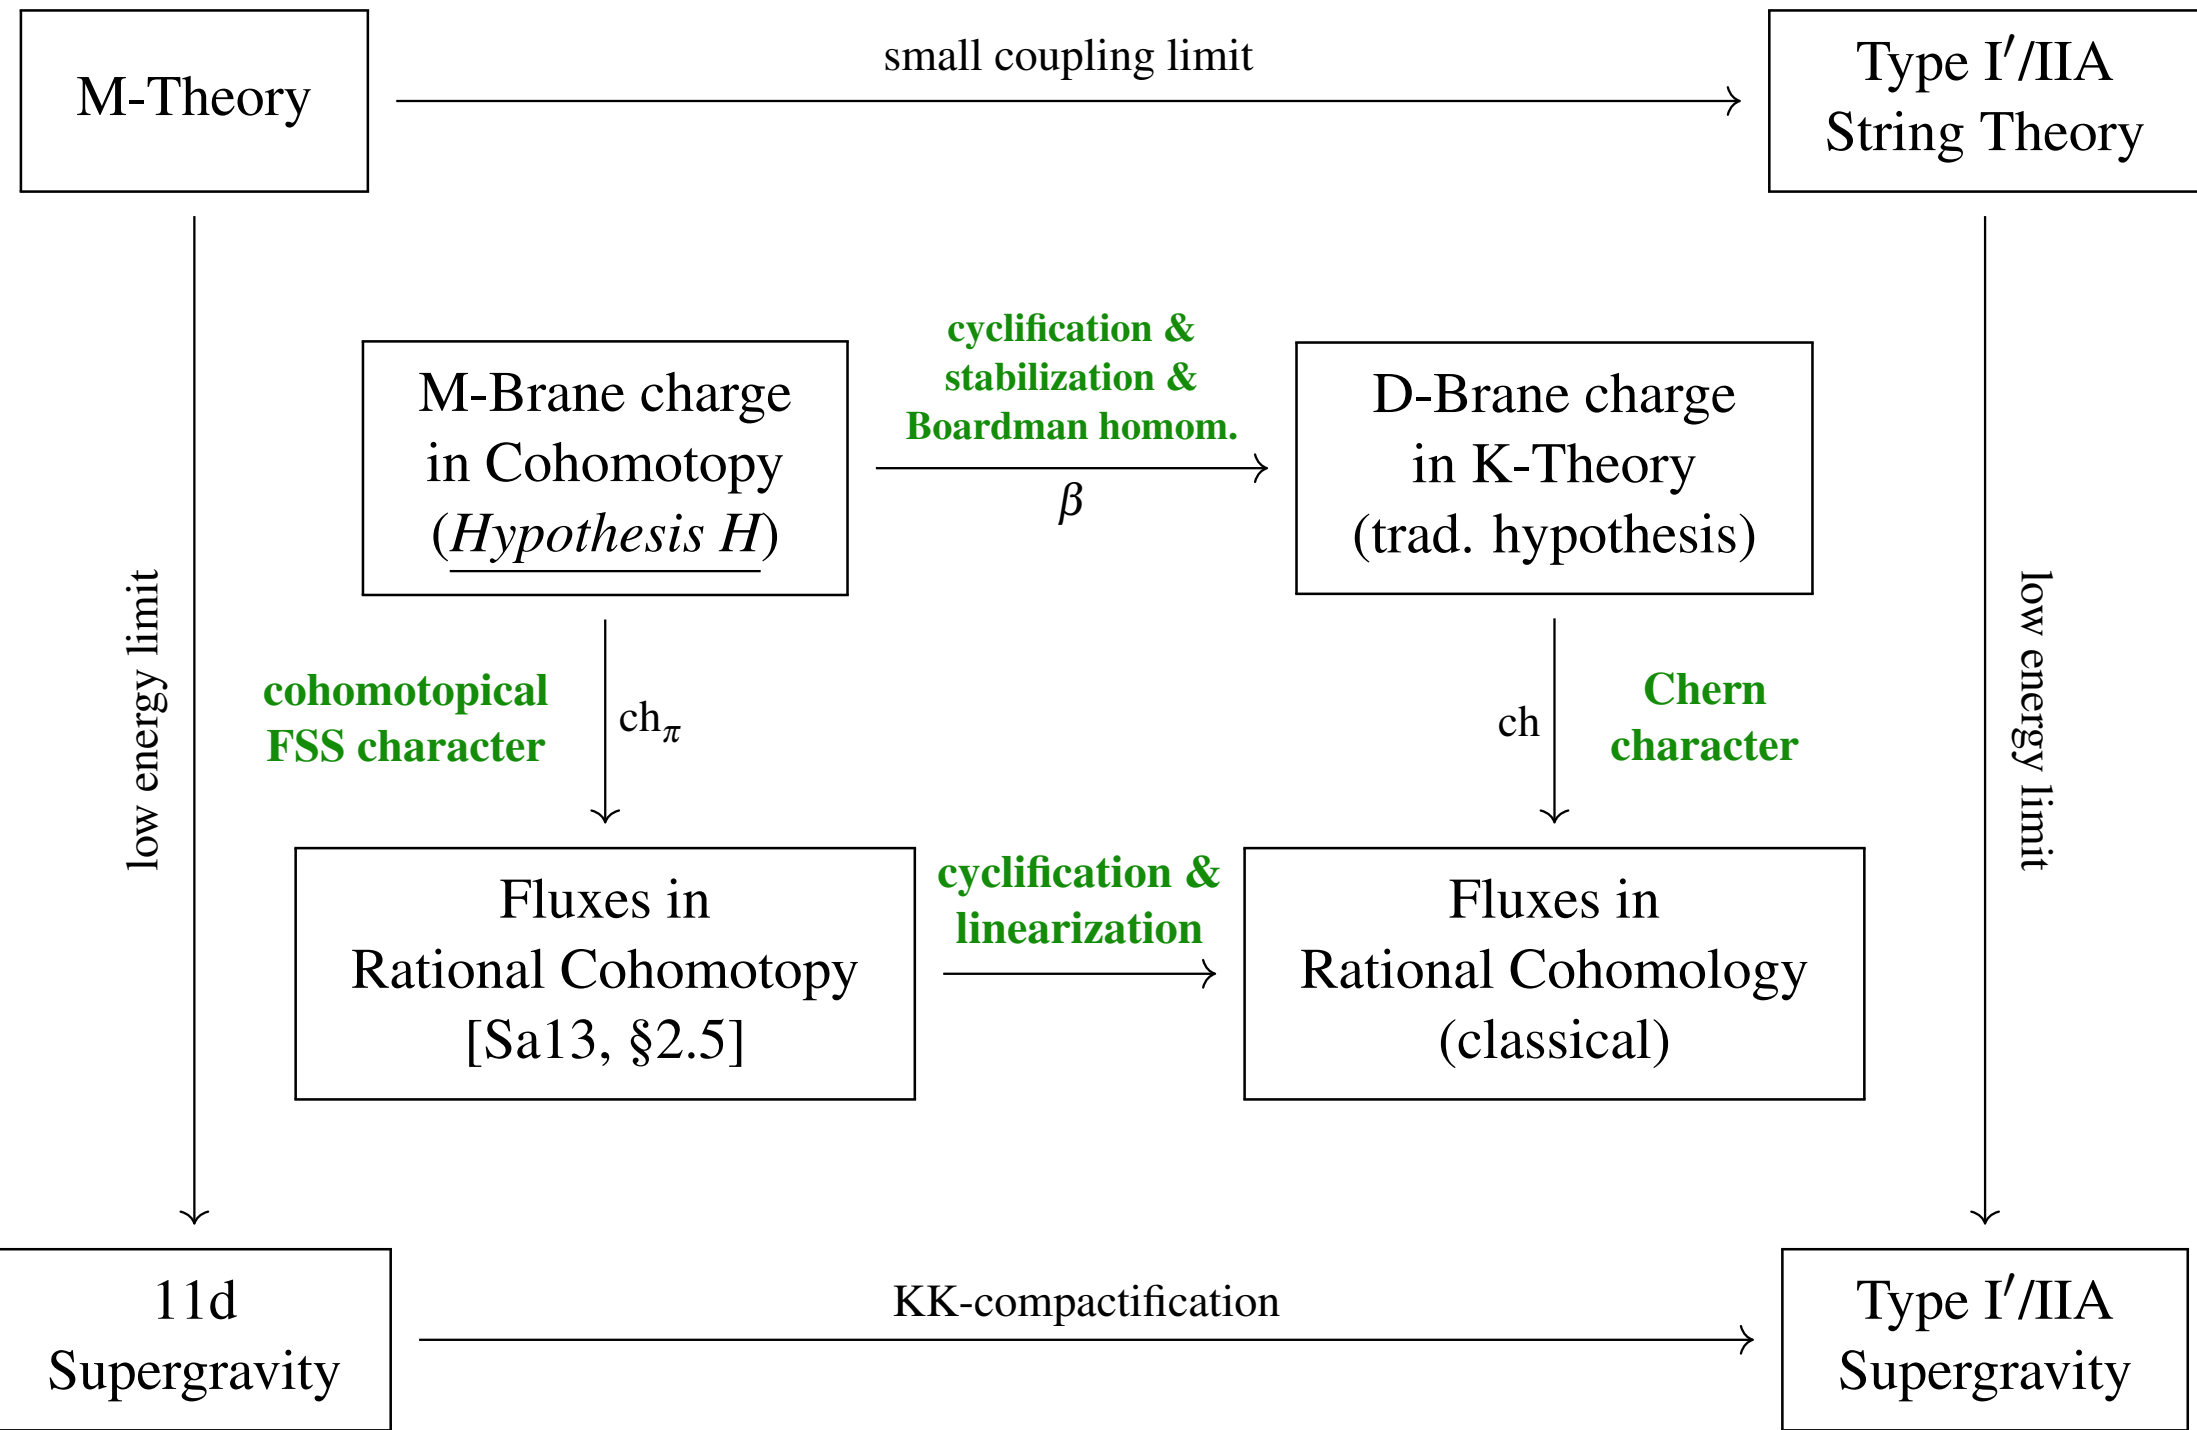 small coupling limit
M-Theory
Type I′/IIA
String Theory
cyclification &
stabilization &
Boardman homom.
β
M-Brane charge
in Cohomotopy
(Hypothesis H)
D-Brane charge
in K-Theory
(trad. hypothesis)
low energy limit
cohomotopical
FSS character
chπ
ch
Chern
character
low energy limit
Fluxes in
Rational Cohomotopy
[Sa13, §2.5]
cyclification &
linearization
Fluxes in
Rational Cohomology
(classical)
11d
Supergravity
KK-compactification
Type I′/IIA
Supergravity